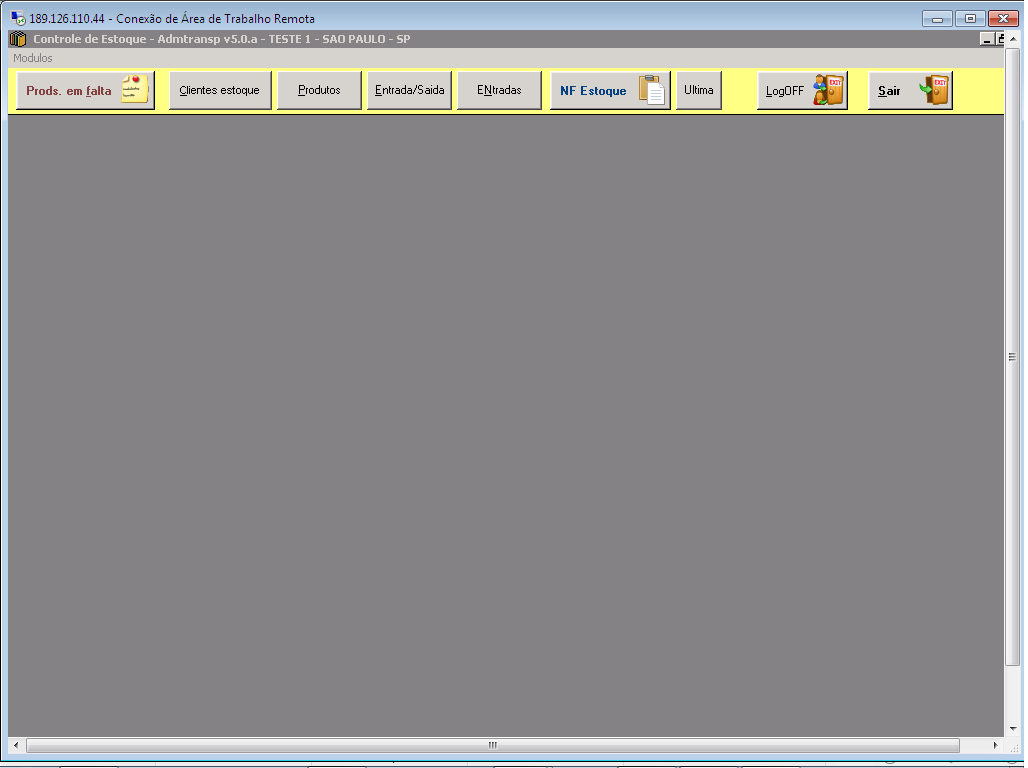 189.126.110.44 - Conexão de Área de Trabalho Remota
Controle de Estoque - Admtransp v5.0.a - TESTE 1 - SAO PAULO - SP
Modulos
Prods. em falta
Clientes estoque
Produtos
Entrada/Saida
ENtradas
NF Estoque
Ultima
LogOFF
EXIT
Sair
EXIT